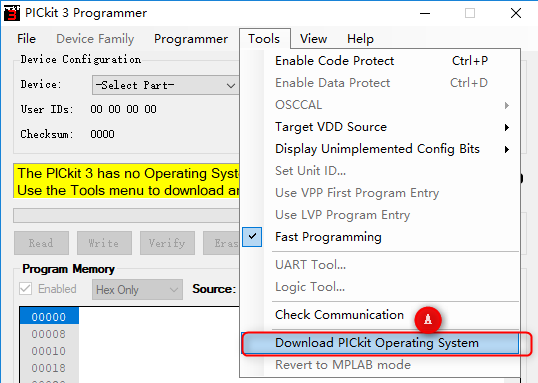 PICkit 3 Programmer
File Device Family Programmer Tools View Help
Device Configuration
Device: -Select Part-
User IDs: 00 00 00 00
Checksum: 0000
The PICkit 3 has no Operating
Use the Tools menu to download
Read Write Verify
Program Memory
Enabled Hex Only Source:
00000
00008
00010
00018
00020
Enable Code Protect Ctrl+P
Enable Data Protect Ctrl+D
OSCCAL
Target VDD Source
Display Unimplemented Config Bits
Set Unit ID...
Use VPP First Program Entry
Use LVP Program Entry
Fast Programming
UART Tool...
Logic Tool...
Check Communication
A
Download PICkit Operating System
Revert to MPLAB mode